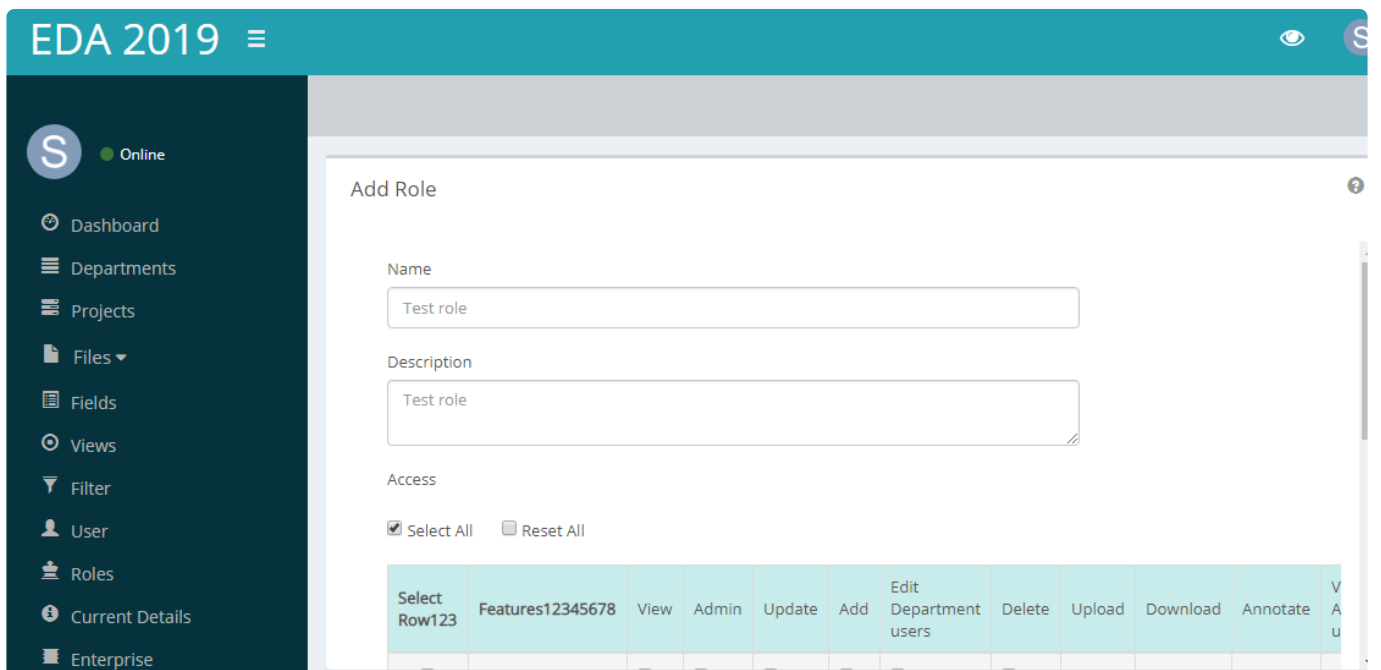 EDA 2019
S
S
Online
Dashboard
Departments
Projects
Files
Fields
Views
Filter
User
Roles
Current Details
Enterprise
Add Role
Name
Test role
Description
Test role
Access
Select All Reset All
Select Row123 Features12345678 View Admin Update Add Edit Department users Delete Upload Download Annotate